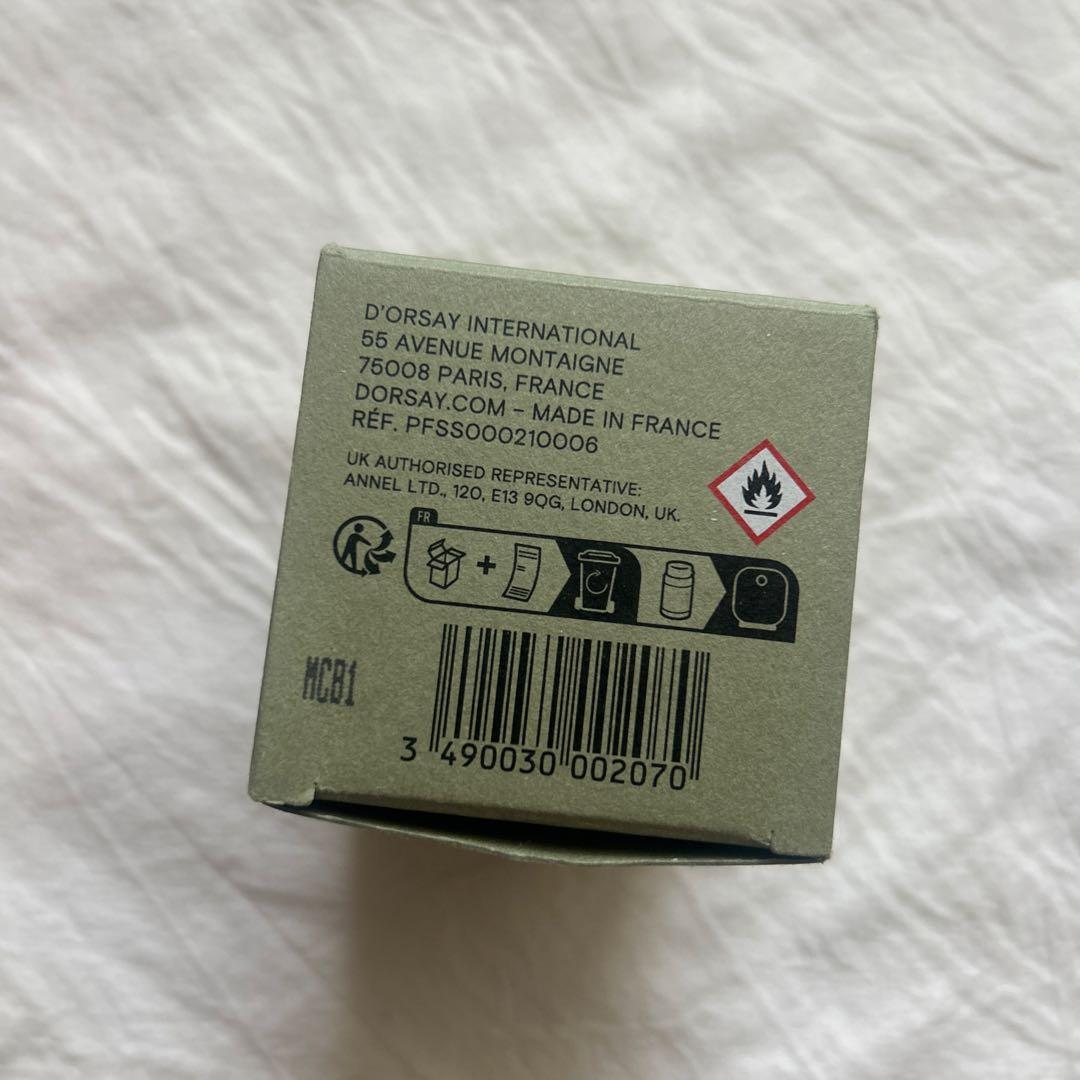 D'ORSAY INTERNATIONAL
55 AVENUE MONTAIGNE
75008 PARIS, FRANCE
DORSAY.COM – MADE IN FRANCE
RÉF. PFSS000210006
UK AUTHORISED REPRESENTATIVE:
ANNEL LTD., 120, E13 9QG, LONDON, UK.
FR
+
MCB1
3 490030 002070